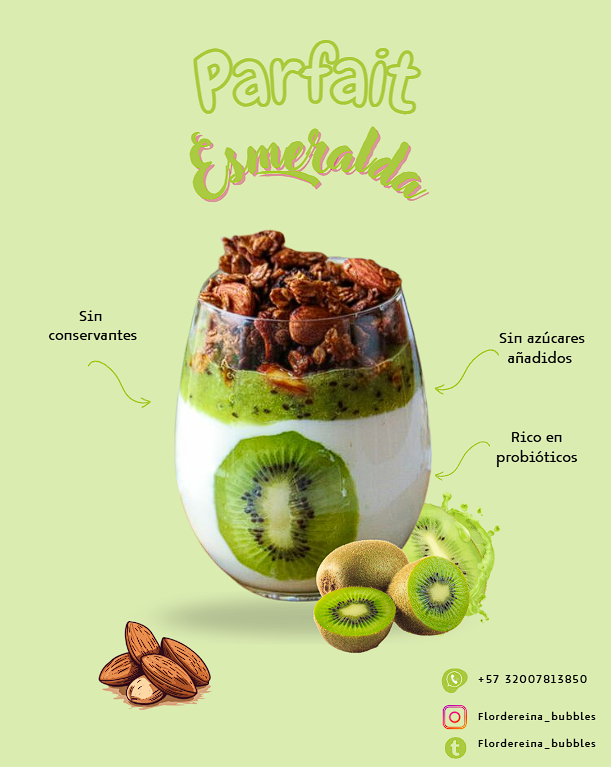 Parfait
Esmeralda
Sin
conservantes
Sin azúcares
añadidos
Rico en
probióticos
+57 32007813850
Flordereina_bubbles
t
Flordereina_bubbles